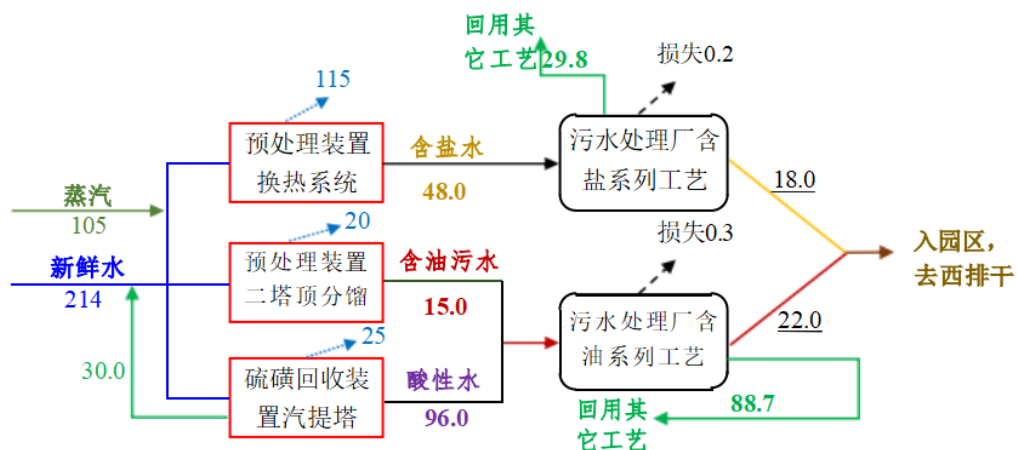 回用其
它工艺29.8
损失0.2
115
预处理装置
换热系统
含盐水
48.0
污水处理厂含
盐系列工艺
18.0
蒸汽
105
20
损失0.3
新鲜水
214
预处理装置
二塔顶分馏
含油污水
15.0
入园区，
去西排干
污水处理厂含
油系列工艺
22.0
25
30.0
硫磺回收装
置汽提塔
酸性水
96.0
回用其
它工艺
88.7